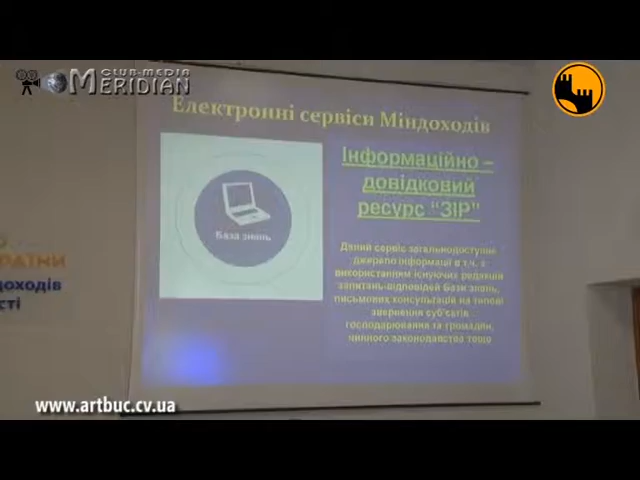 CLUB-MEDIA
MERIDIAN
Електронні сервіси Міндоходів
Інформаційно –
довідковий
ресурс "ЗІР"
База знань
Даний сервіс загальнодоступне
джерело інформації в т.ч. з
використанням існуючих редакцій
запитань-відповідей бази знань,
письмових консультацій на типові
звернення суб'єктів
господарювання та громадян,
чинного законодавства тощо
www.artbuc.cv.ua